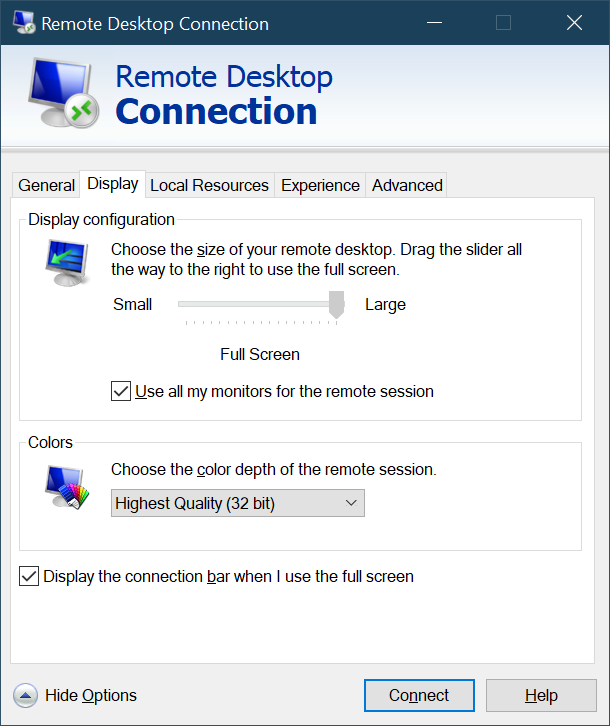 Remote Desktop Connection
Remote Desktop
Connection
General Display Local Resources Experience Advanced
Display configuration
Choose the size of your remote desktop. Drag the slider all
the way to the right to use the full screen.
Small Large
Full Screen
Use all my monitors for the remote session
Colors
Choose the color depth of the remote session.
Highest Quality (32 bit)
Display the connection bar when I use the full screen
Hide Options Connect Help